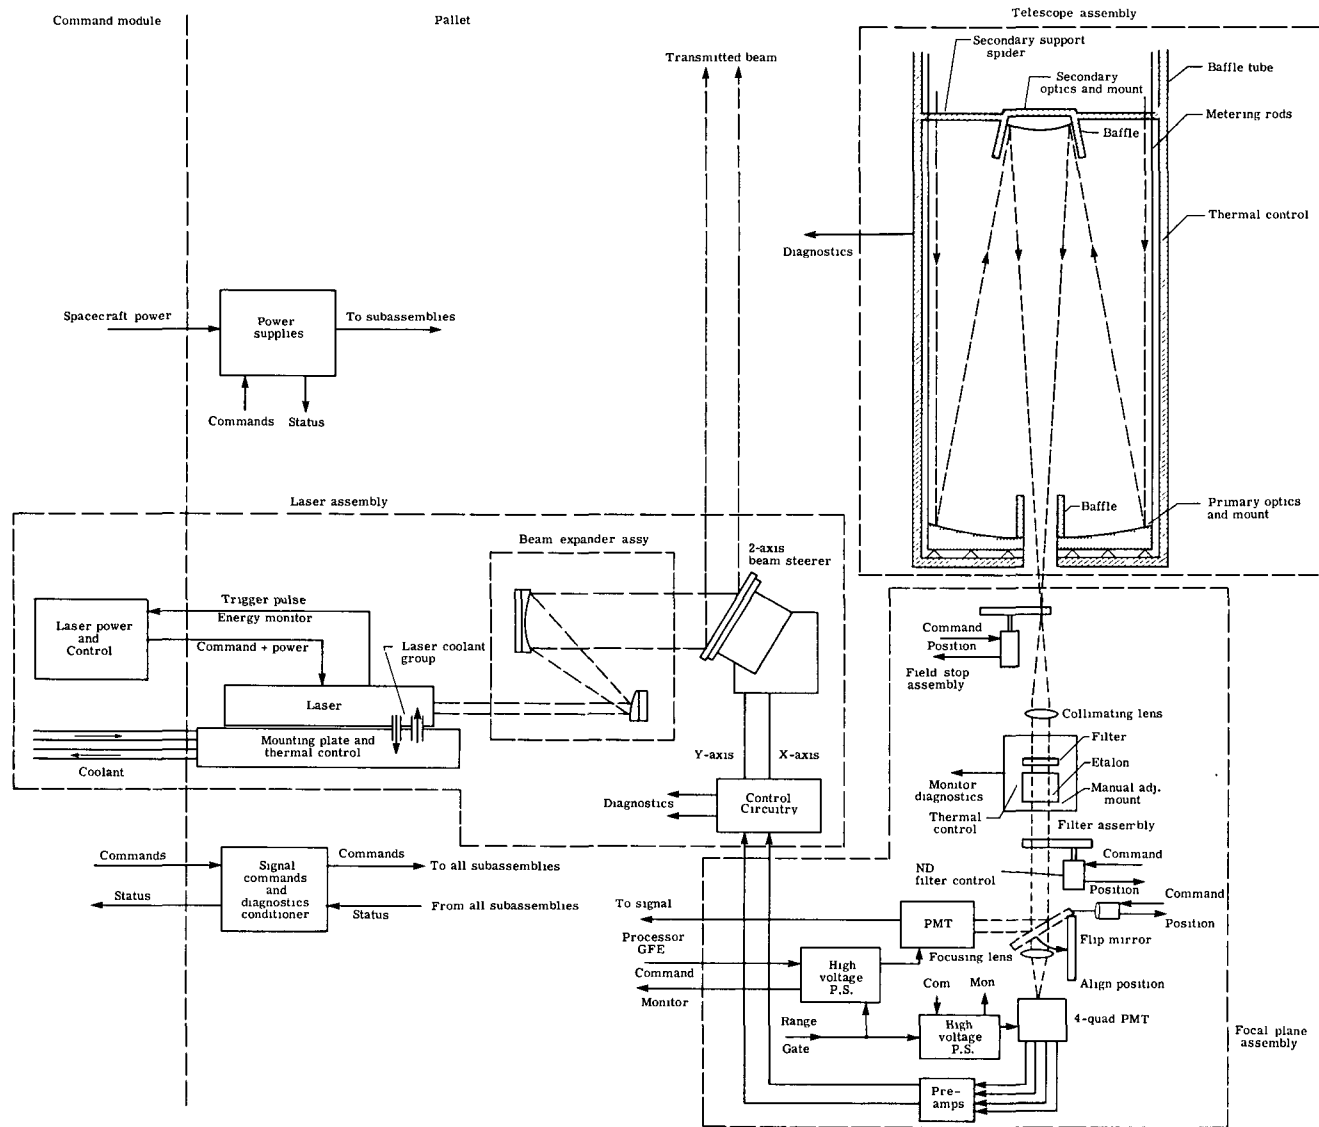 Command module
Pallet
Telescope assembly
Secondary support
spider
Secondary
optics and mount
Baffle tube
Transmitted beam
Metering rods
Baffle
Thermal control
Diagnostics
Spacecraft power
Power
supplies
To subassemblies
Commands
Status
Laser assembly
Baffle
Primary optics
and mount
Beam expander assy
2-axis
beam steerer
Laser power
and
Control
Trigger pulse
Energy monitor
Command + power
Laser coolant
group
Laser
Mounting plate and
thermal control
Coolant
Command
Position
Field stop
assembly
Collimating lens
Filter
Etalon
Manual adj.
mount
Monitor
diagnostics
Thermal
control
Filter assembly
Y-axis
X-axis
Diagnostics
Control
Circuitry
Commands
Status
Signal
commands
and
diagnostics
conditioner
Commands
To all subassemblies
Status
From all subassemblies
ND
filter control
Command
Position
Command
Position
To signal
Processor
GFE
PMT
Flip mirror
Focusing lens
Align position
Command
Monitor
High
voltage
P.S.
Com
Mon
4-quad PMT
Range
Gate
High
voltage
P.S.
Focal plane
assembly
Pre-
amps